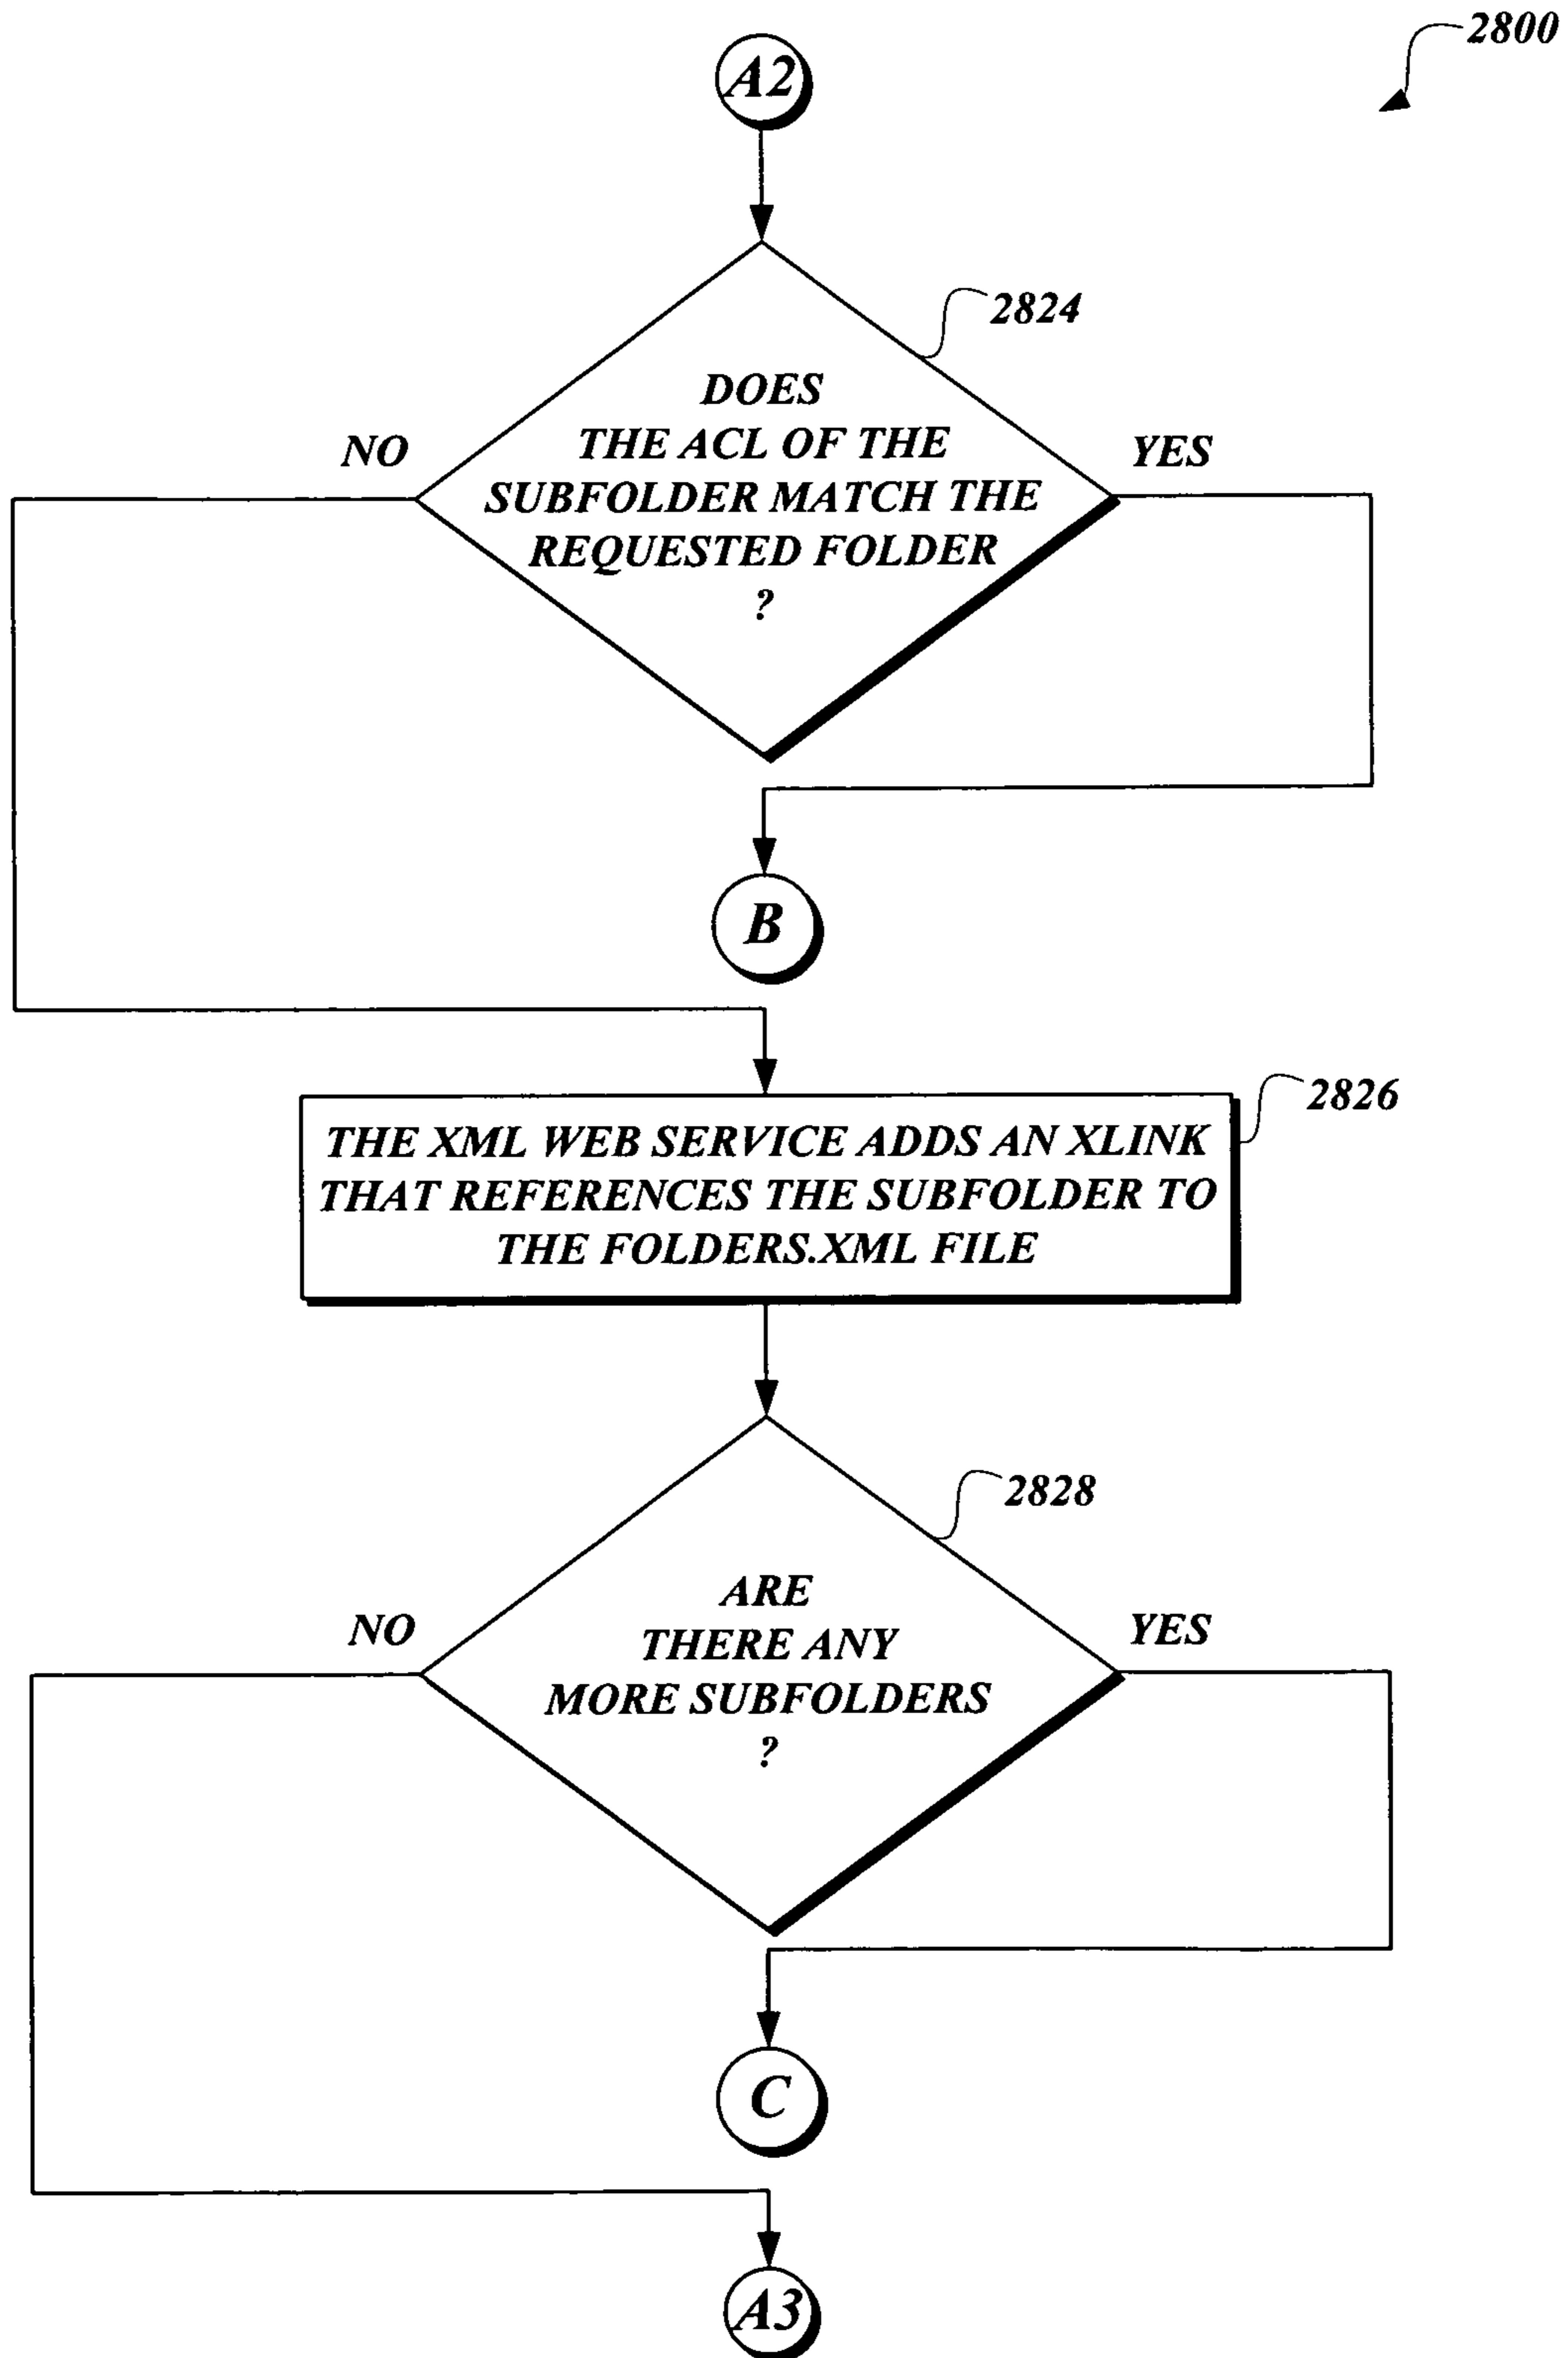 2800
A2
2824
DOES
THE ACL OF THE
SUBFOLDER MATCH THE
REQUESTED FOLDER
?
NO
YES
B
2826
THE XML WEB SERVICE ADDS AN XLINK
THAT REFERENCES THE SUBFOLDER TO
THE FOLDERS.XML FILE
2828
ARE
THERE ANY
MORE SUBFOLDERS
?
NO
YES
C
A3